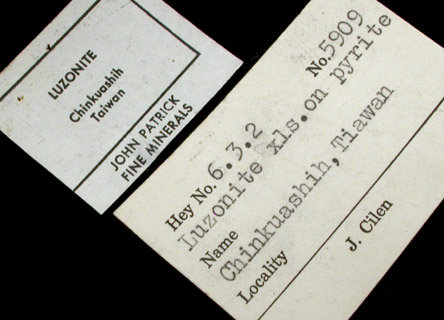 LUZONITE
Chinkuashih
Taiwan
JOHN PATRICK
FINE MINERALS
Hey No. 6.3.2 No. 5909
Luzonite xls.on pyrite
Name
Chinkuashih, Tiawan
Locality
J. Cilen